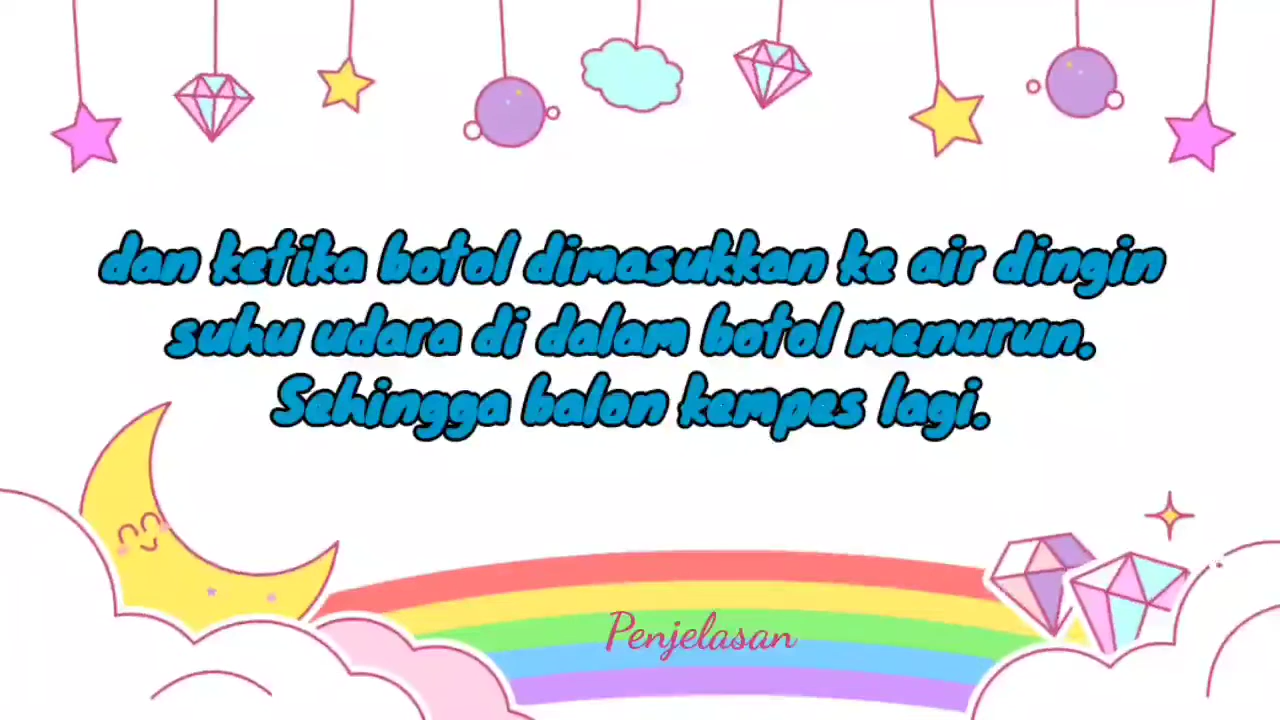 dan ketika botol dimasukkan ke air dingin
suhu udara di dalam botol menurun.
Sehingga balon kempes lagi.
Penjelasan